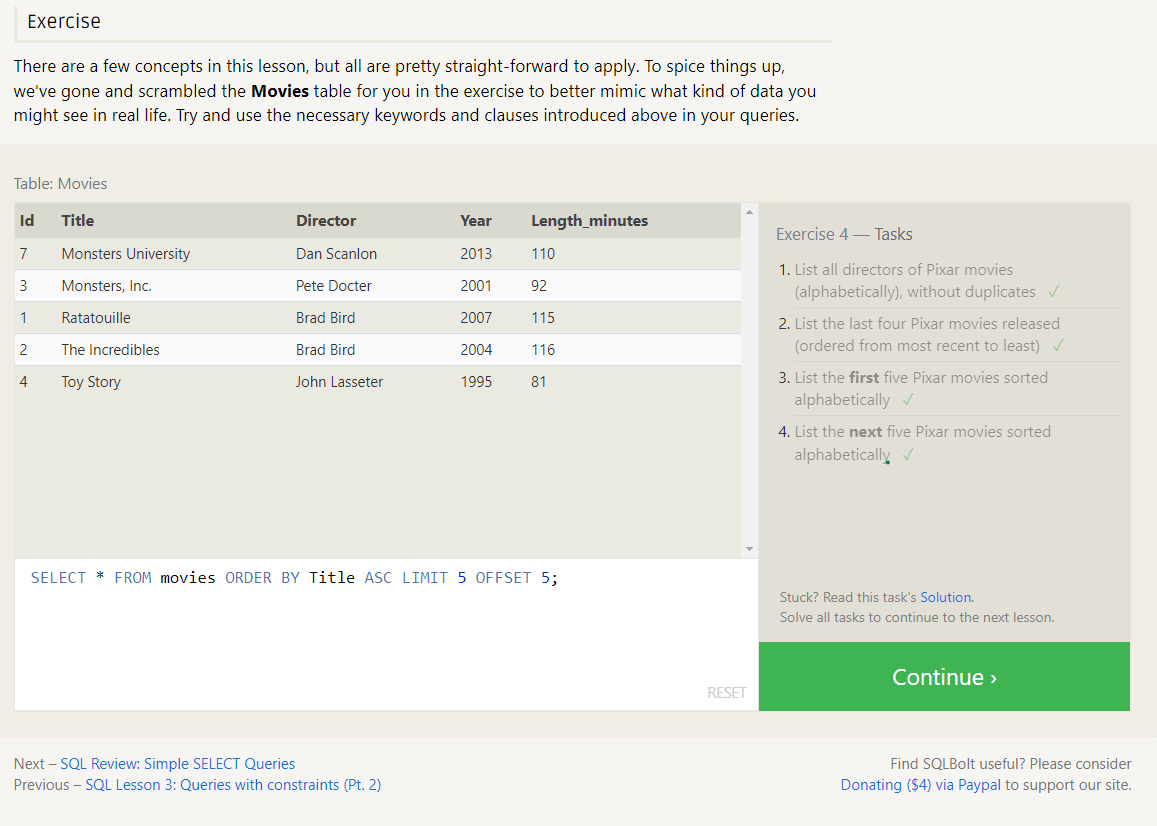 Exercise
There are a few concepts in this lesson, but all are pretty straight-forward to apply. To spice things up,
we've gone and scrambled the Movies table for you in the exercise to better mimic what kind of data you
might see in real life. Try and use the necessary keywords and clauses introduced above in your queries.
Table: Movies
Id Title Director Year Length_minutes
7 Monsters University Dan Scanlon 2013 110
3 Monsters, Inc. Pete Docter 2001 92
1 Ratatouille Brad Bird 2007 115
2 The Incredibles Brad Bird 2004 116
4 Toy Story John Lasseter 1995 81
SELECT * FROM movies ORDER BY Title ASC LIMIT 5 OFFSET 5;
RESET
Exercise 4 — Tasks
1. List all directors of Pixar movies
(alphabetically), without duplicates ✓
2. List the last four Pixar movies released
(ordered from most recent to least) ✓
3. List the first five Pixar movies sorted
alphabetically ✓
4. List the next five Pixar movies sorted
alphabetically ✓
Stuck? Read this task's Solution.
Solve all tasks to continue to the next lesson.
Continue ›
Next – SQL Review: Simple SELECT Queries
Previous – SQL Lesson 3: Queries with constraints (Pt. 2)
Find SQLBolt useful? Please consider
Donating ($4) via Paypal to support our site.